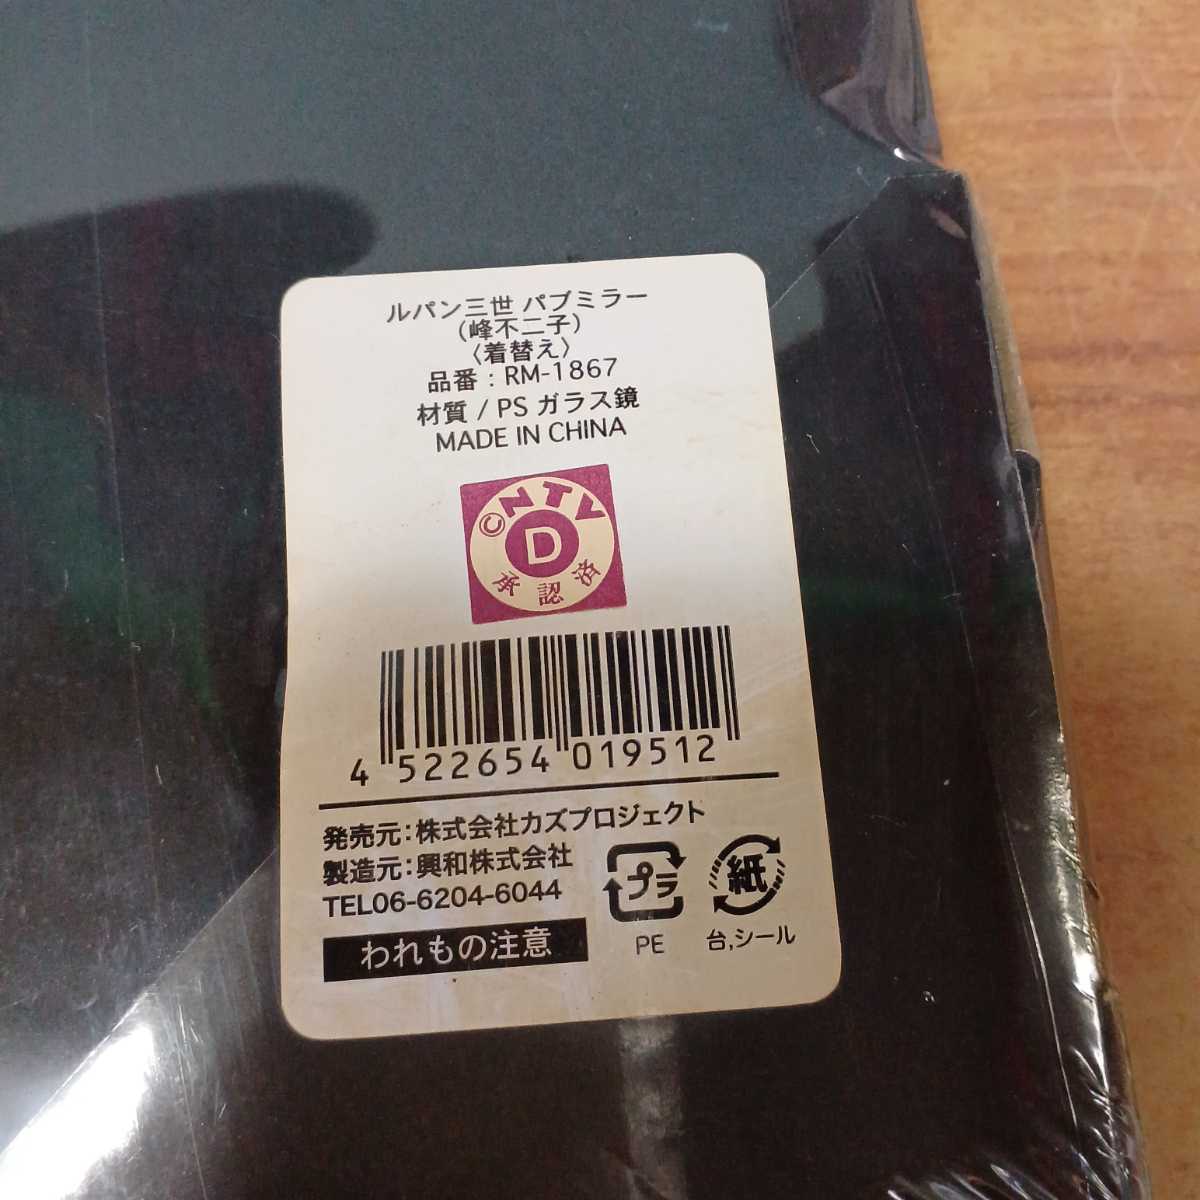 ルパン三世 パブミラー
(峰不二子)
〈着替え〉
品番 : RM-1867
材質 / PS ガラス鏡
MADE IN CHINA
©NTV
D
承認済
4 522654 019512
発売元:株式会社カズプロジェクト
製造元:興和株式会社
TEL06-6204-6044
われもの注意
プラ
PE
紙
台,シール